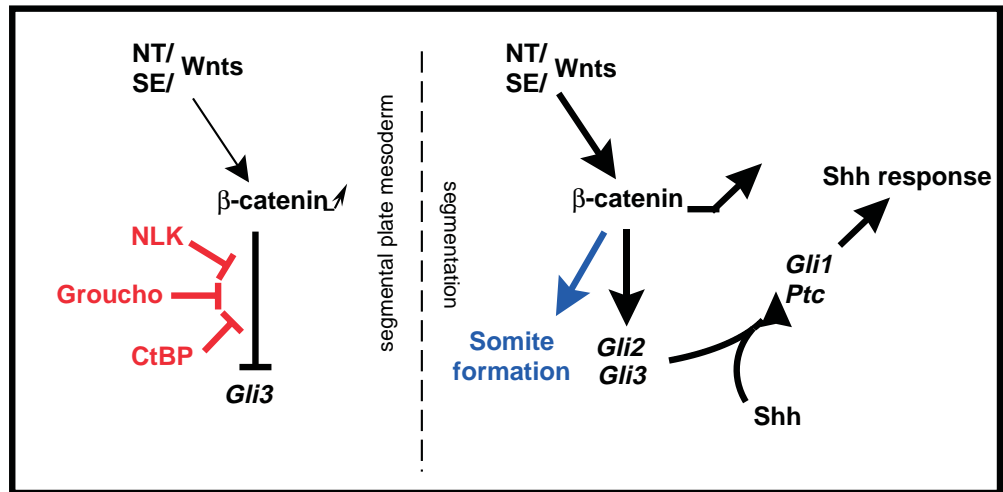 NT/
SE/ Wnts
β-catenin
NLK
Groucho
CtBP
Gli3
segmental plate mesoderm
segmentation
NT/
SE/ Wnts
β-catenin
Somite
formation
Gli2
Gli3
Shh
Gli1
Ptc
Shh response